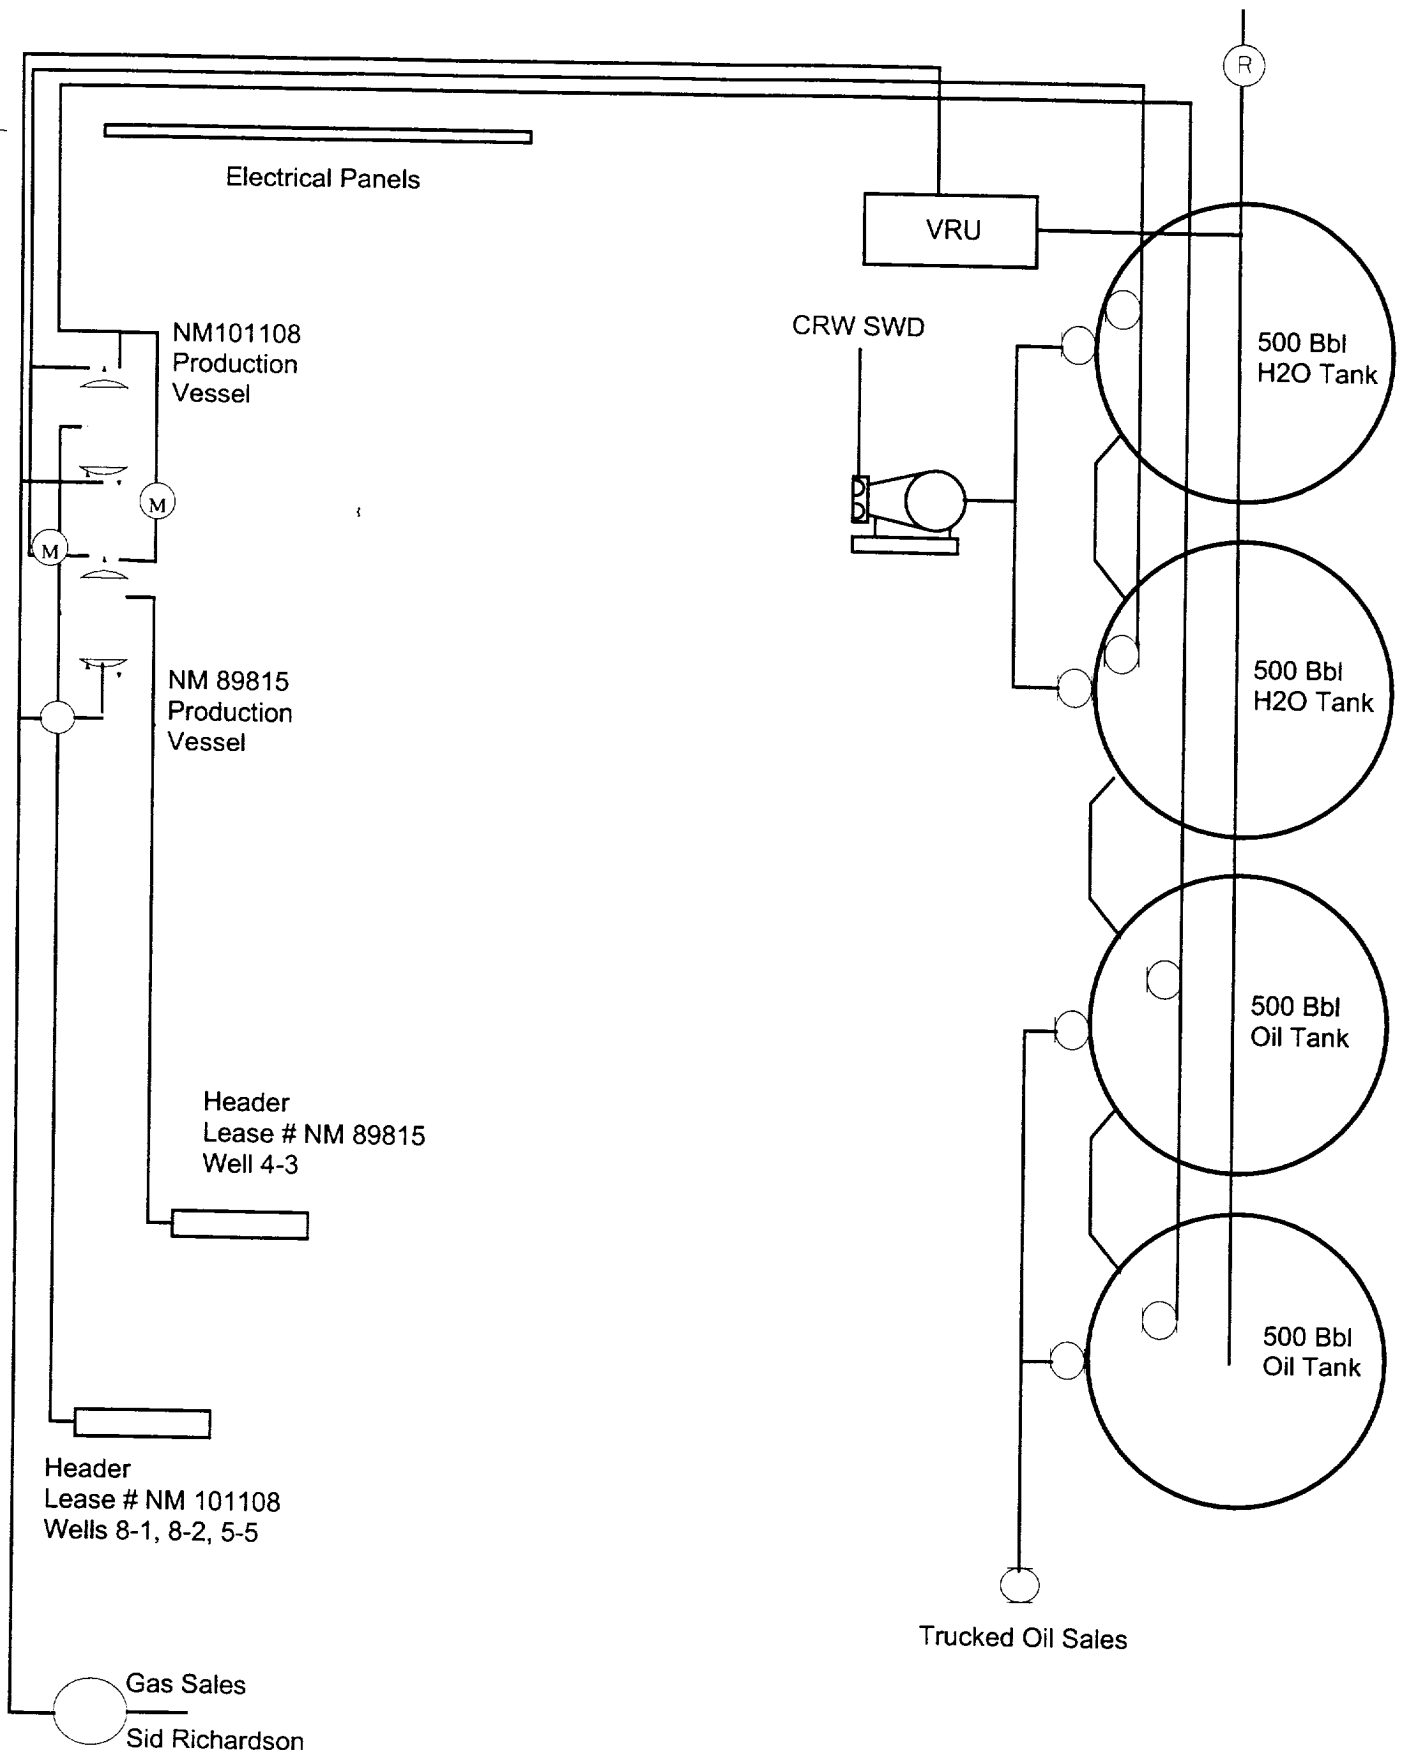 R
Electrical Panels
VRU
NM101108
Production
Vessel
CRW SWD
500 Bbl
H2O Tank
M
M
NM 89815
Production
Vessel
500 Bbl
H2O Tank
500 Bbl
Oil Tank
Header
Lease # NM 89815
Well 4-3
500 Bbl
Oil Tank
Header
Lease # NM 101108
Wells 8-1, 8-2, 5-5
Trucked Oil Sales
Gas Sales
Sid Richardson